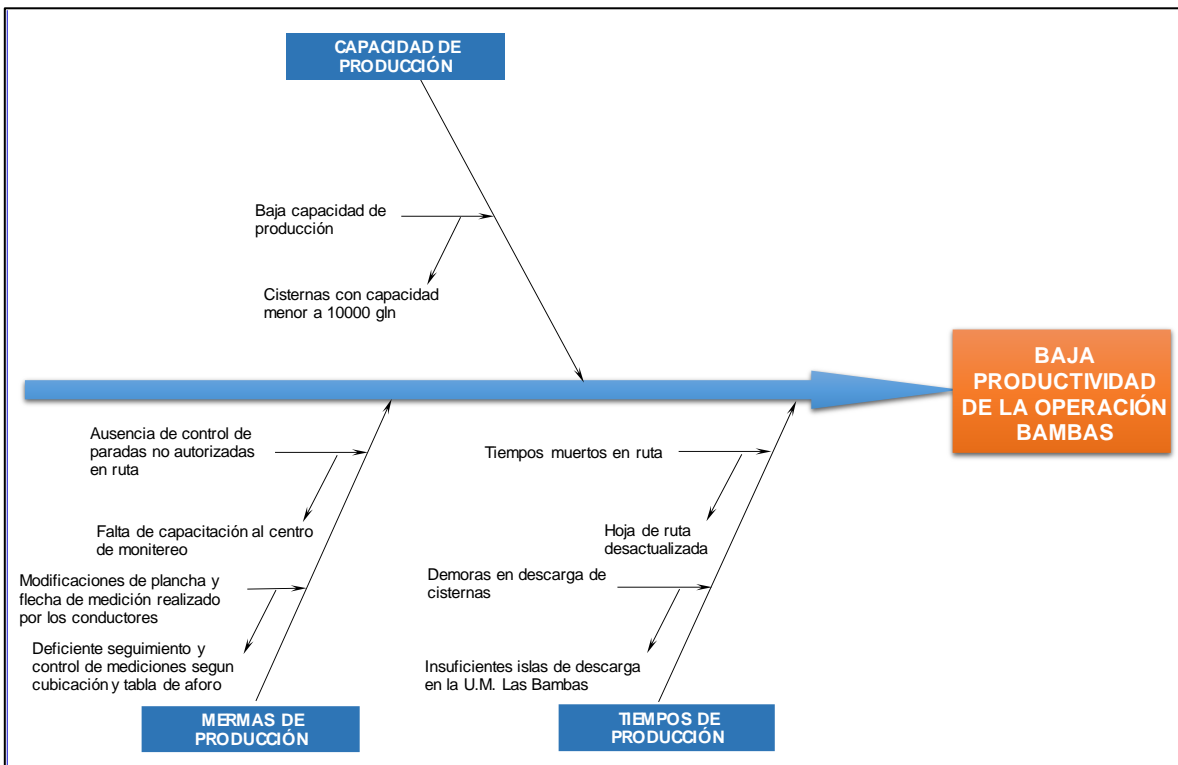 CAPACIDAD DE
PRODUCCIÓN
Baja capacidad de
producción
Cisternas con capacidad
menor a 10000 gln
BAJA
PRODUCTIVIDAD
DE LA OPERACIÓN
BAMBAS
Ausencia de control de
paradas no autorizadas
en ruta
Falta de capacitación al centro
de monitereo
Modificaciones de plancha y
flecha de medición realizado
por los conductores
Deficiente seguimiento y
control de mediciones segun
cubicación y tabla de aforo
MERMAS DE
PRODUCCIÓN
Tiempos muertos en ruta
Hoja de ruta
desactualizada
Demoras en descarga de
cisternas
Insuficientes islas de descarga
en la U.M. Las Bambas
TIEMPOS DE
PRODUCCIÓN